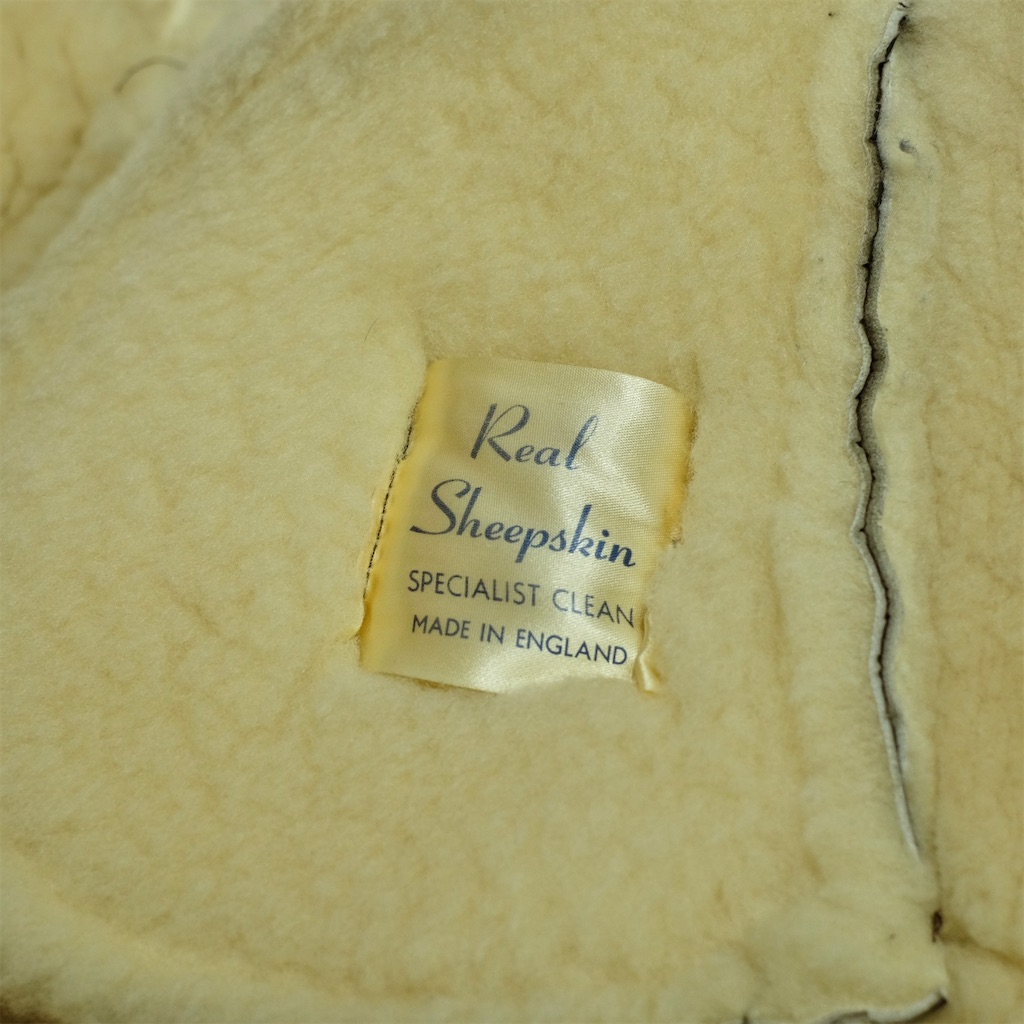 Real
Sheepskin
SPECIALIST CLEAN
MADE IN ENGLAND